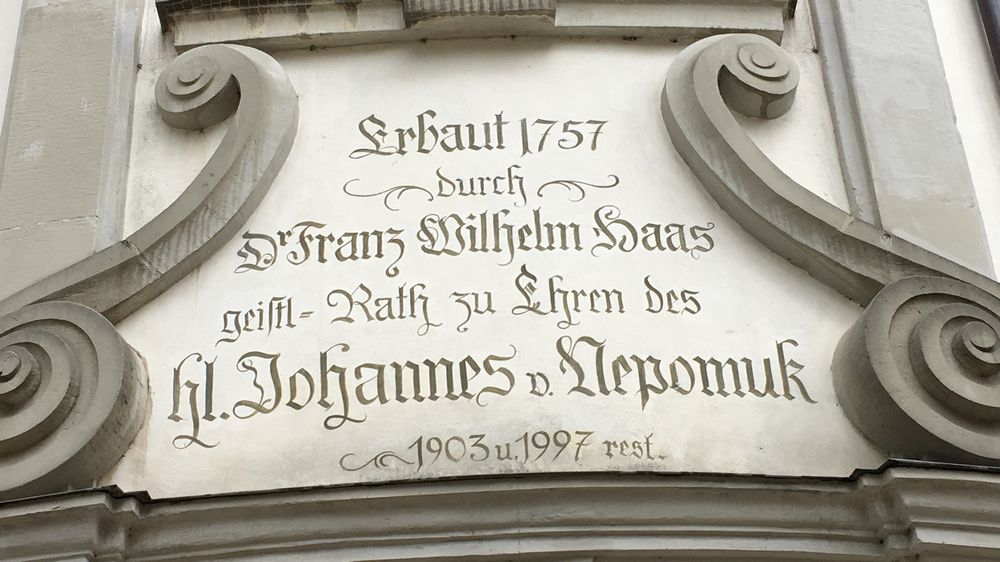 Erbaut 1757
durch
Dr Franz Wilhelm Haas
geistl-Rath zu Ehren des
hl. Johannes v. Nepomuk
1903 u. 1997 rest.